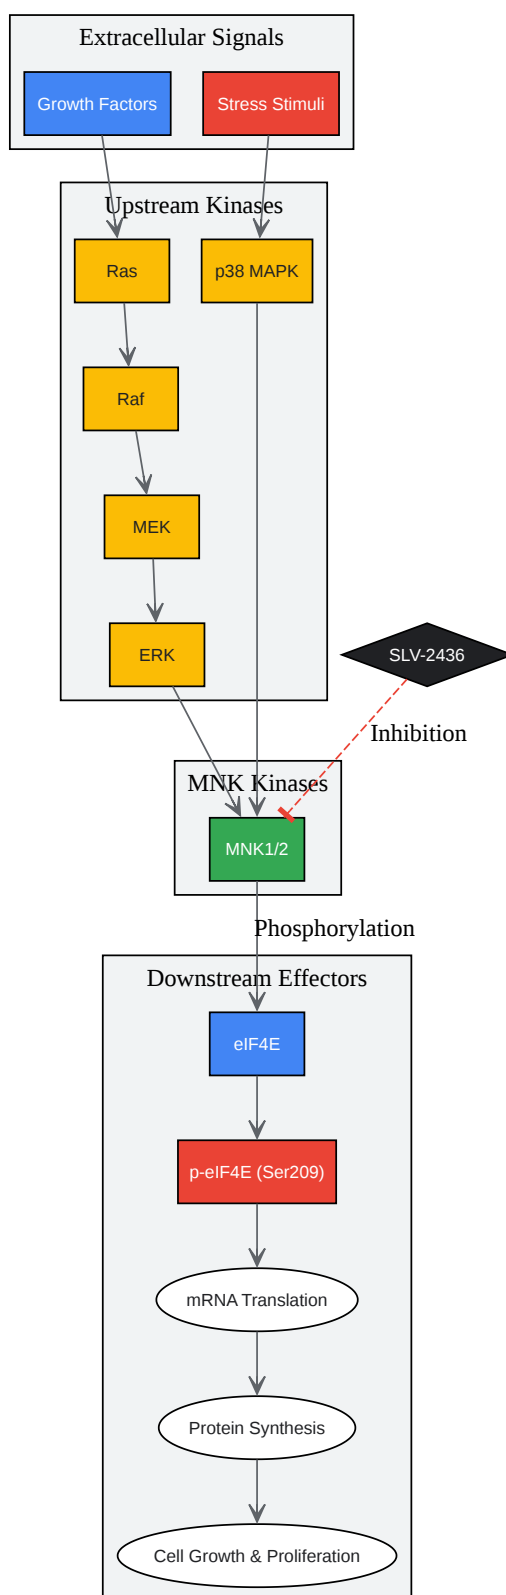 Extracellular Signals
Growth Factors
Stress Stimuli
Upstream Kinases
Ras
p38 MAPK
Raf
MEK
ERK
SLV-2436
Inhibition
MNK Kinases
MNK1/2
Phosphorylation
Downstream Effectors
eIF4E
p-eIF4E (Ser209)
mRNA Translation
Protein Synthesis
Cell Growth & Proliferation